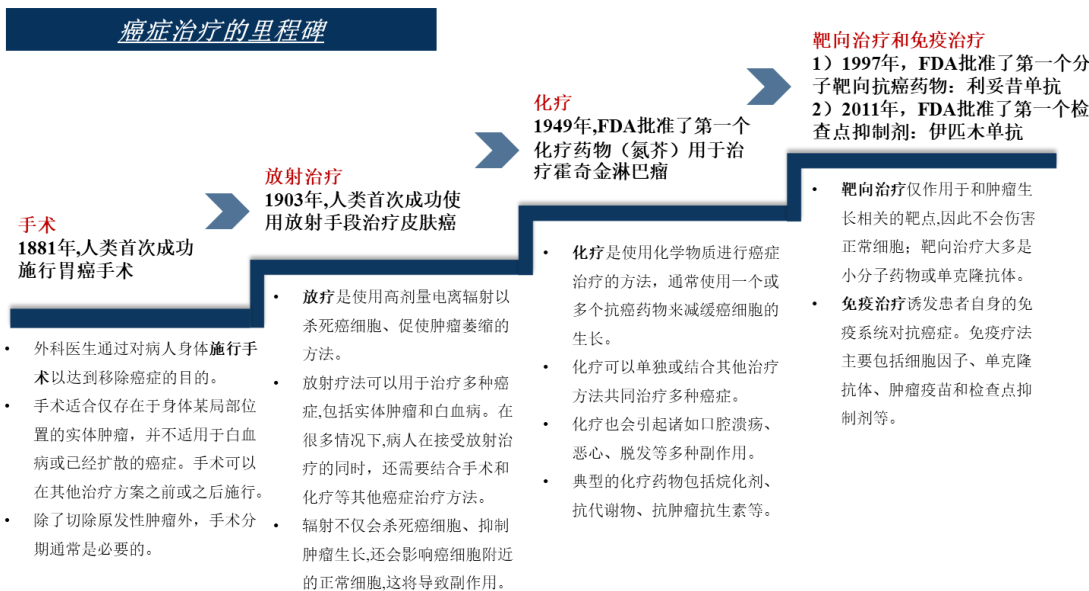 癌症治疗的里程碑
手术
1881年,人类首次成功
施行胃癌手术
• 外科医生通过对病人身体施行手
术以达到移除癌症的目的。
• 手术适合仅存在于身体某局部位
置的实体肿瘤，并不适用于白血
病或已经扩散的癌症。手术可以
在其他治疗方案之前或之后施行。
• 除了切除原发性肿瘤外，手术分
期通常是必要的。
放射治疗
1903年,人类首次成功使
用放射手段治疗皮肤癌
• 放疗是使用高剂量电离辐射以
杀死癌细胞、促使肿瘤萎缩的
方法。
• 放射疗法可以用于治疗多种癌
症,包括实体肿瘤和白血病。在
很多情况下,病人在接受放射治
疗的同时，还需要结合手术和
化疗等其他癌症治疗方法。
• 辐射不仅会杀死癌细胞、抑制
肿瘤生长,还会影响癌细胞附近
的正常细胞,这将导致副作用。
化疗
1949年,FDA批准了第一个
化疗药物（氮芥）用于治
疗霍奇金淋巴瘤
• 化疗是使用化学物质进行癌症
治疗的方法，通常使用一个或
多个抗癌药物来减缓癌细胞的
生长。
• 化疗可以单独或结合其他治疗
方法共同治疗多种癌症。
• 化疗也会引起诸如口腔溃疡、
恶心、脱发等多种副作用。
• 典型的化疗药物包括烷化剂、
抗代谢物、抗肿瘤抗生素等。
靶向治疗和免疫治疗
1）1997年，FDA批准了第一个分
子靶向抗癌药物：利妥昔单抗
2）2011年，FDA批准了第一个检
查点抑制剂：伊匹木单抗
• 靶向治疗仅作用于和肿瘤生
长相关的靶点,因此不会伤害
正常细胞；靶向治疗大多是
小分子药物或单克隆抗体。
• 免疫治疗诱发患者自身的免
疫系统对抗癌症。免疫疗法
主要包括细胞因子、单克隆
抗体、肿瘤疫苗和检查点抑
制剂等。